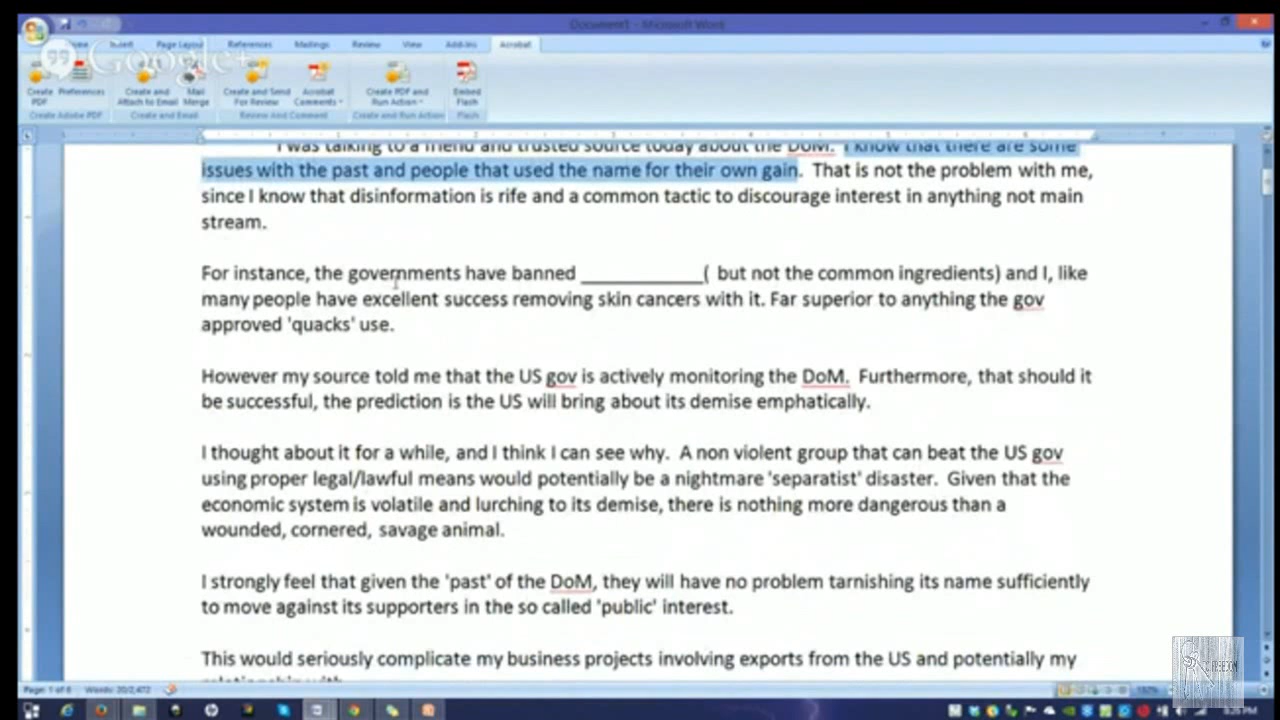 Document1 - Microsoft Word
Insert Page Layout References Mailings Review View Add-Ins Acrobat
Google+
Create PDF Preferences Create and Attach to Email Mail Merge Create and Send For Review Acrobat Comments Create PDF and Run Action Embed Flash
Create Adobe PDF Create and Email Review And Comment Create and Run Action Flash
I was talking to a friend and trusted source today about the DoM. I know that there are some
issues with the past and people that used the name for their own gain. That is not the problem with me,
since I know that disinformation is rife and a common tactic to discourage interest in anything not main
stream.
For instance, the governments have banned ____________( but not the common ingredients) and I, like
many people have excellent success removing skin cancers with it. Far superior to anything the gov
approved 'quacks' use.
However my source told me that the US gov is actively monitoring the DoM. Furthermore, that should it
be successful, the prediction is the US will bring about its demise emphatically.
I thought about it for a while, and I think I can see why. A non violent group that can beat the US gov
using proper legal/lawful means would potentially be a nightmare 'separatist' disaster. Given that the
economic system is volatile and lurching to its demise, there is nothing more dangerous than a
wounded, cornered, savage animal.
I strongly feel that given the 'past' of the DoM, they will have no problem tarnishing its name sufficiently
to move against its supporters in the so called 'public' interest.
This would seriously complicate my business projects involving exports from the US and potentially my
relationship with
Page: 1 of 6 Words: 20/2,472